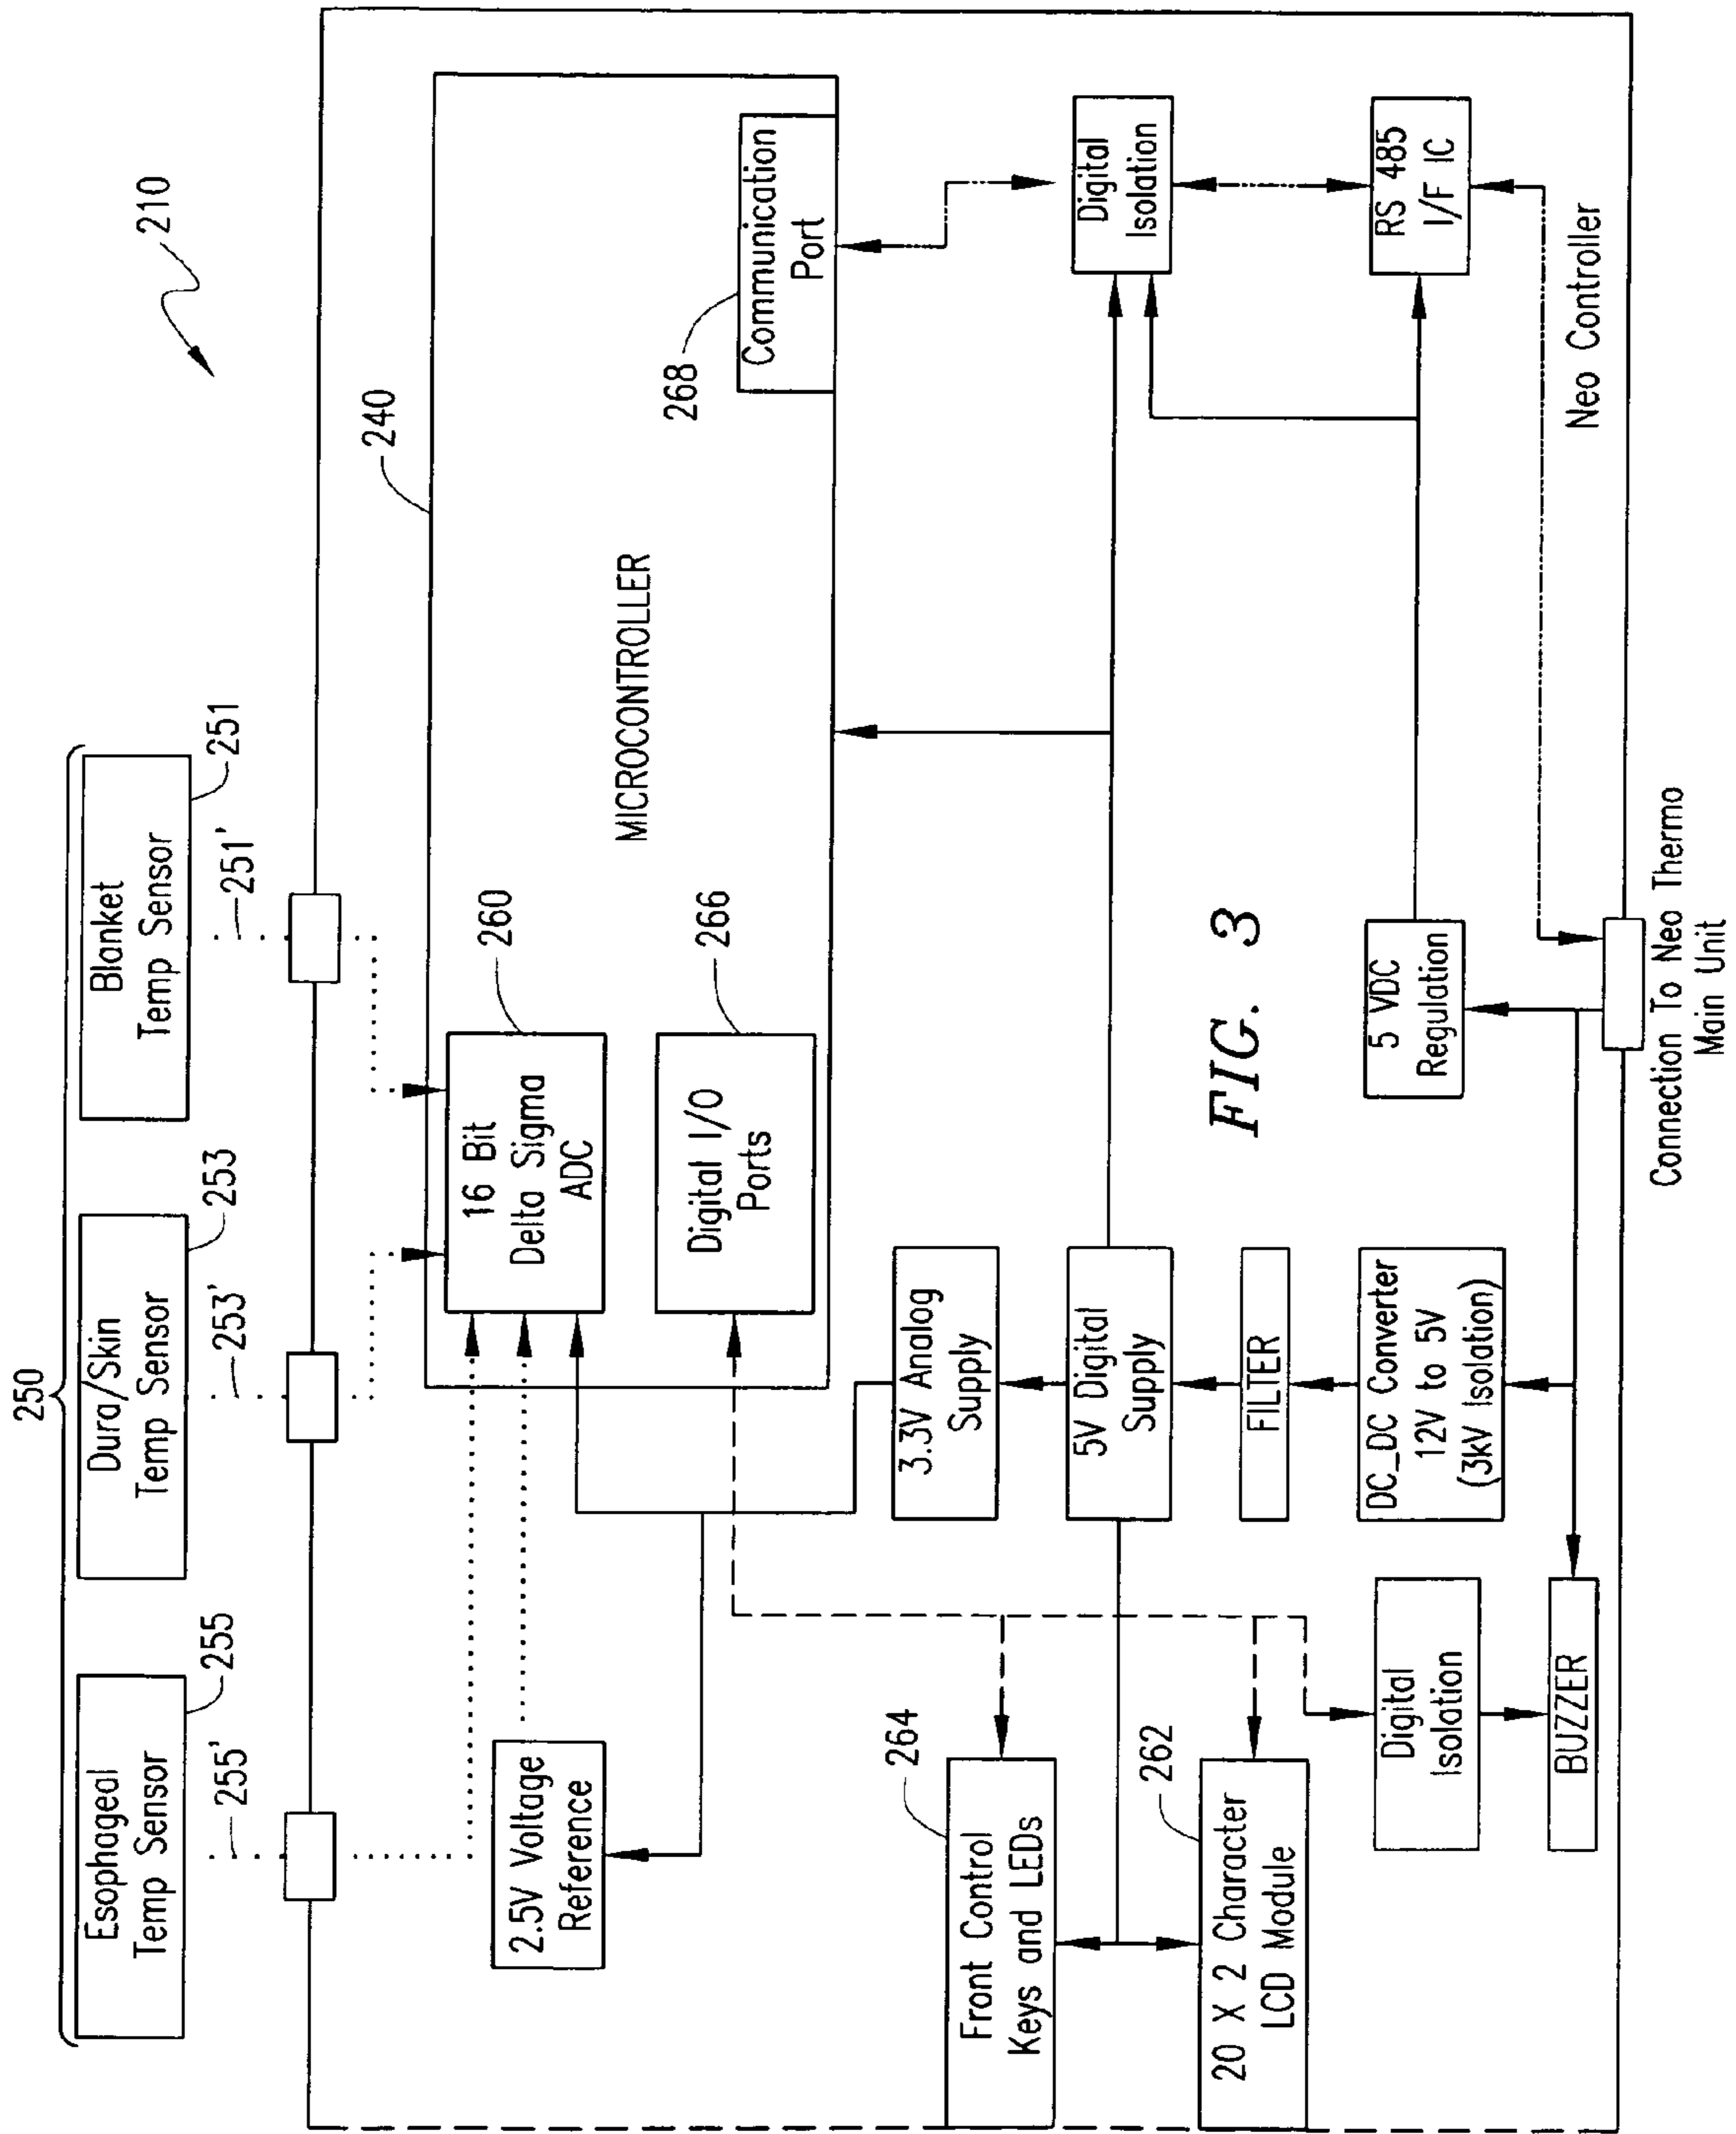 250
Esophageal
Temp Sensor
255
255'
Dura/Skin
Temp Sensor
253
253'
Blanket
Temp Sensor
251
251'
210
240
MICROCONTROLLER
16 Bit
Delta Sigma
ADC
260
Digital I/O
Ports
266
Communication
Port
268
2.5V Voltage
Reference
3.3V Analog
Supply
5V Digital
Supply
FILTER
DC_DC Converter
12V to 5V
(3kV Isolation)
Front Control
Keys and LEDs
264
20 X 2 Character
LCD Module
262
Digital
Isolation
BUZZER
5 VDC
Regulation
Digital
Isolation
RS 485
I/F IC
Neo Controller
Connection To Neo Thermo
Main Unit
FIG. 3